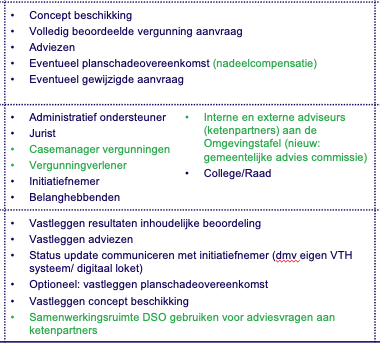 • Concept beschikking
• Volledig beoordeelde vergunning aanvraag
• Adviezen
• Eventueel planschadeovereenkomst (nadeelcompensatie)
• Eventueel gewijzigde aanvraag
• Administratief ondersteuner
• Jurist
• Casemanager vergunningen
• Vergunningverlener
• Initiatiefnemer
• Belanghebbenden
• Interne en externe adviseurs
(ketenpartners) aan de
Omgevingstafel (nieuw:
gemeentelijke advies commissie)
• College/Raad
• Vastleggen resultaten inhoudelijke beoordeling
• Vastleggen adviezen
• Status update communiceren met initiatiefnemer (dmv eigen VTH
systeem/ digitaal loket)
• Optioneel: vastleggen planschadeovereenkomst
• Vastleggen concept beschikking
• Samenwerkingsruimte DSO gebruiken voor adviesvragen aan
ketenpartners